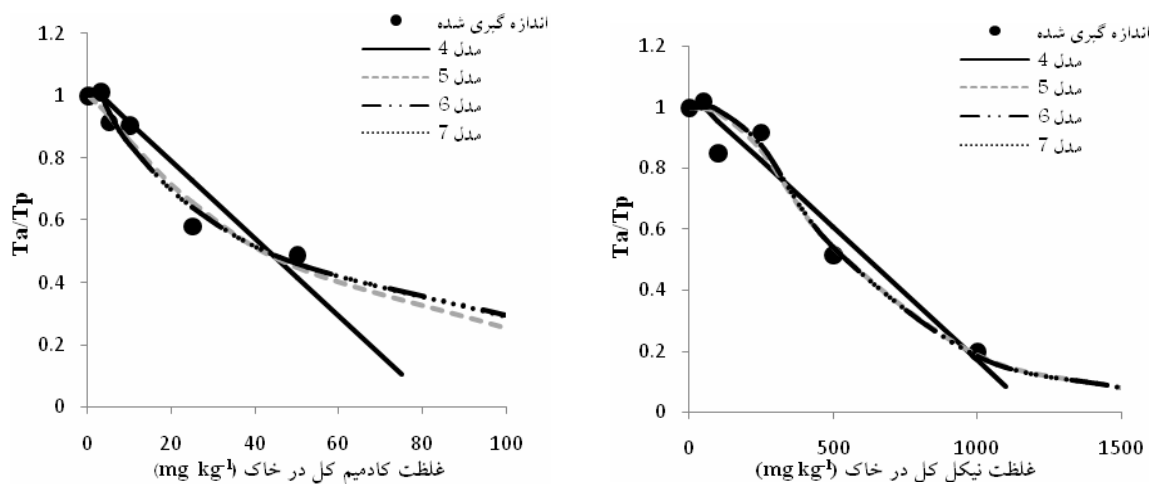 اندازه گیری شده
مدل 4
مدل 5
مدل 6
مدل 7
Ta/Tp
1.2
1
0.8
0.6
0.4
0.2
0
0 20 40 60 80 100
غلظت کادمیم کل در خاک (mg kg-1)
اندازه گیری شده
مدل 4
مدل 5
مدل 6
مدل 7
Ta/Tp
1.2
1
0.8
0.6
0.4
0.2
0
0 500 1000 1500
غلظت نیکل کل در خاک (mg kg-1)